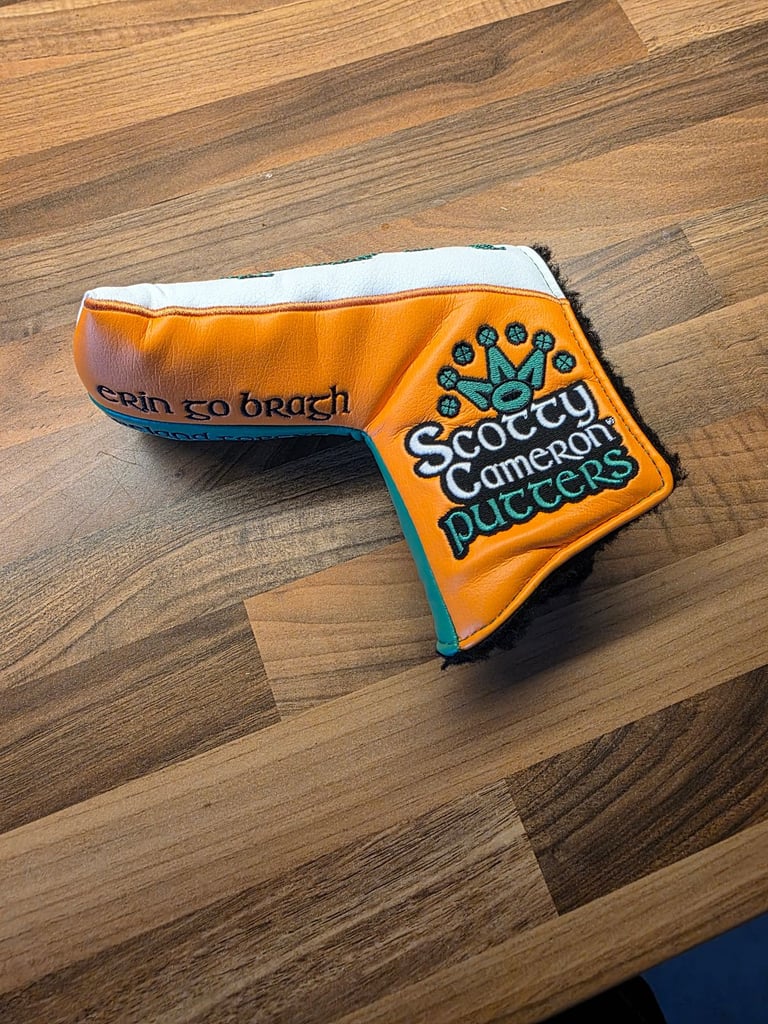 erin go bragh
Scotty
Cameron®
putters